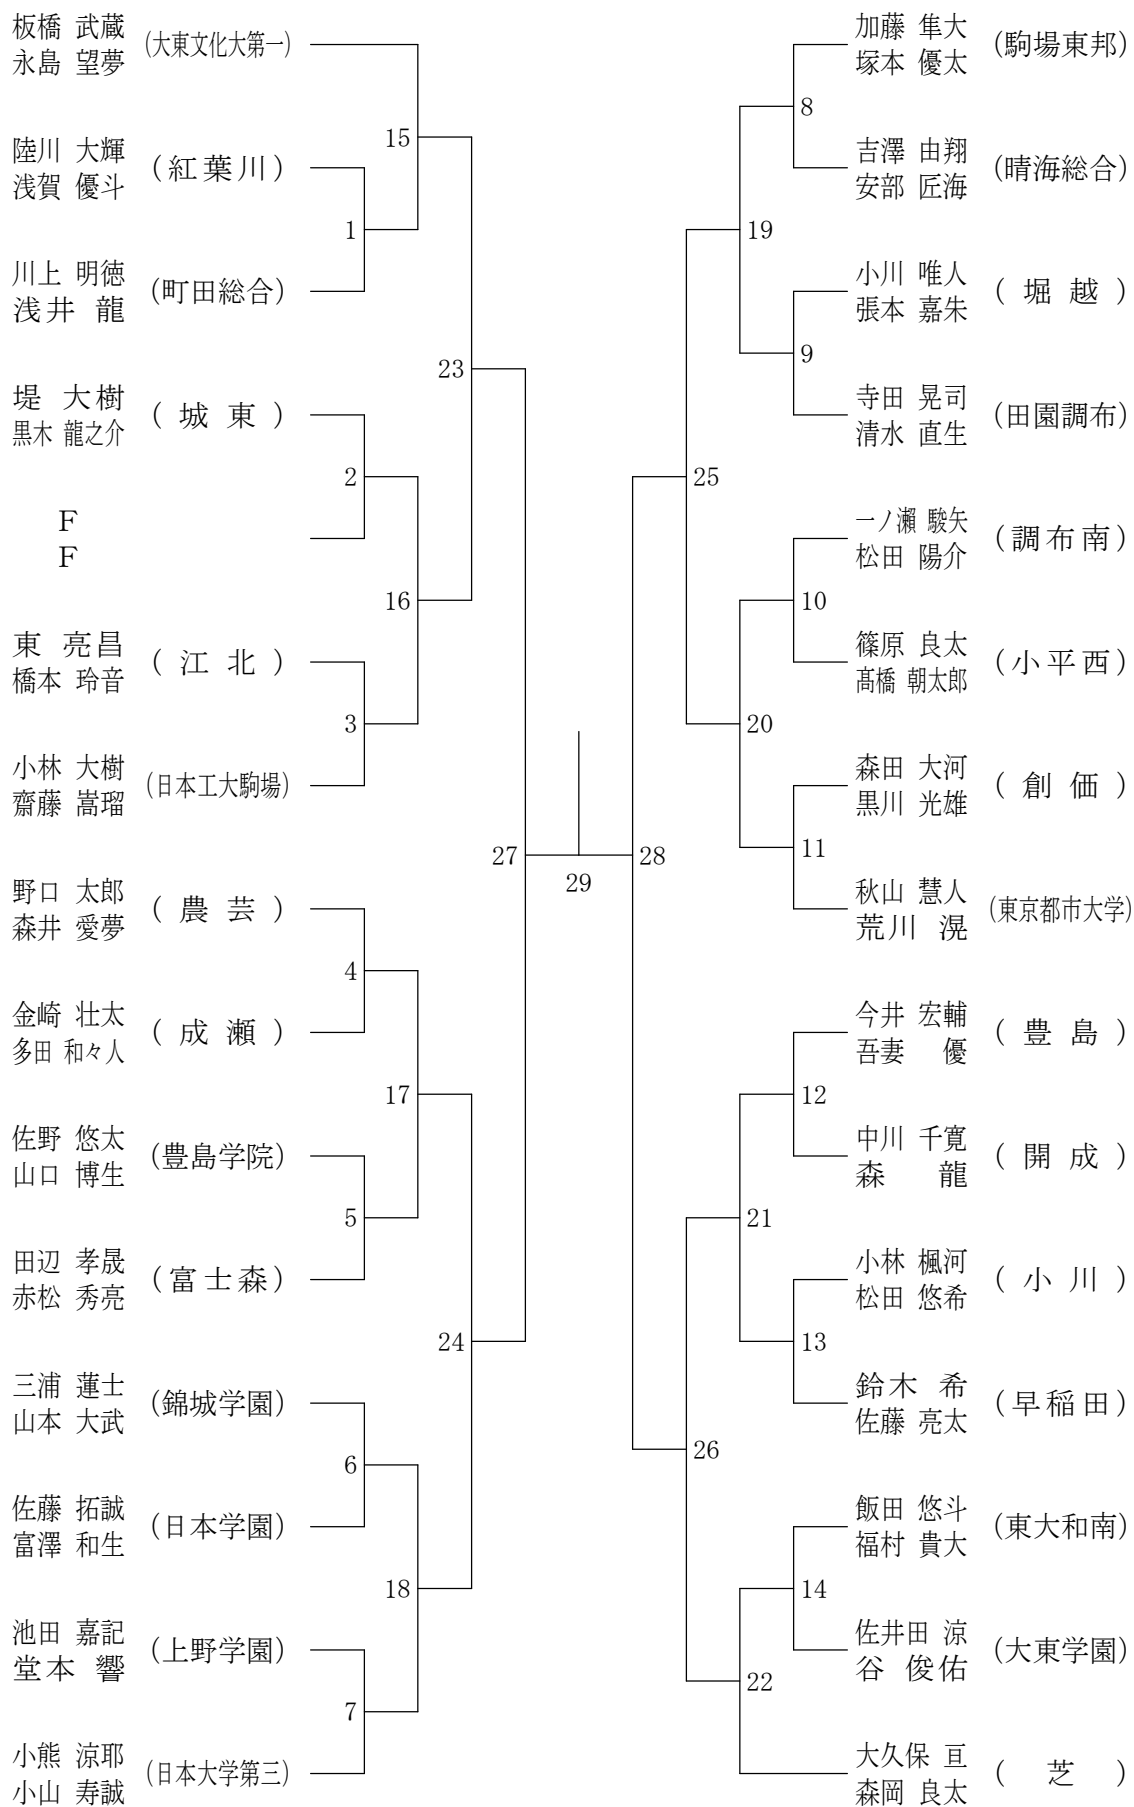 板橋 武蔵
永島 望夢
(大東文化大第一)
陸川 大輝
浅賀 優斗
(紅葉川)
川上 明徳
浅井 龍
(町田総合)
堤 大樹
黒木 龍之介
(城東)
F
F
東 亮昌
橋本 玲音
(江北)
小林 大樹
齋藤 嵩瑠
(日本工大駒場)
野口 太郎
森井 愛夢
(農芸)
金崎 壮太
多田 和々人
(成瀬)
佐野 悠太
山口 博生
(豊島学院)
田辺 孝晟
赤松 秀亮
(富士森)
三浦 蓮士
山本 大武
(錦城学園)
佐藤 拓誠
富澤 和生
(日本学園)
池田 嘉記
堂本 響
(上野学園)
小熊 涼耶
小山 寿誠
(日本大学第三)
1
2
3
4
5
6
7
15
16
17
18
23
24
27
29
28
25
26
19
20
21
22
8
9
10
11
12
13
14
加藤 隼大
塚本 優太
(駒場東邦)
吉澤 由翔
安部 匠海
(晴海総合)
小川 唯人
張本 嘉朱
(堀越)
寺田 晃司
清水 直生
(田園調布)
一ノ瀬 駿矢
松田 陽介
(調布南)
篠原 良太
髙橋 朝太郎
(小平西)
森田 大河
黒川 光雄
(創価)
秋山 慧人
荒川 滉
(東京都市大学)
今井 宏輔
吾妻 優
(豊島)
中川 千寛
森 龍
(開成)
小林 楓河
松田 悠希
(小川)
鈴木 希
佐藤 亮太
(早稲田)
飯田 悠斗
福村 貴大
(東大和南)
佐井田 涼
谷 俊佑
(大東学園)
大久保 亘
森岡 良太
(芝)